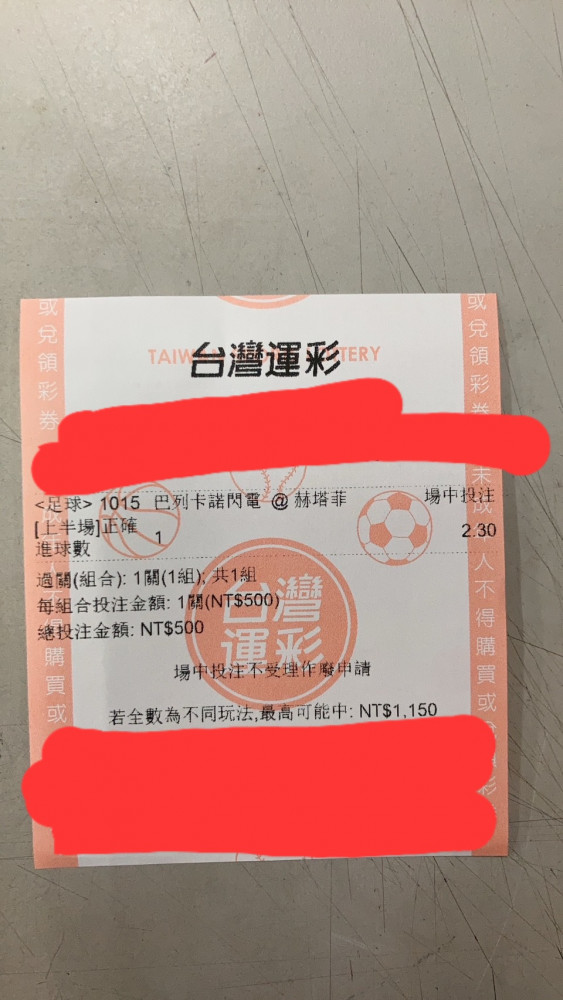 台灣運彩
<足球> 1015 巴列卡諾閃電 @ 赫塔菲 場中投注
[上半場]正確 2.30
進球數 1
過關(組合): 1關(1組); 共1組
每組合投注金額: 1關(NT$500)
總投注金額: NT$500
場中投注不受理作廢申請
若全數為不同玩法,最高可能中: NT$1,150
台灣
運彩
或兌領彩券
未成
人不得購買或兌
得購買或